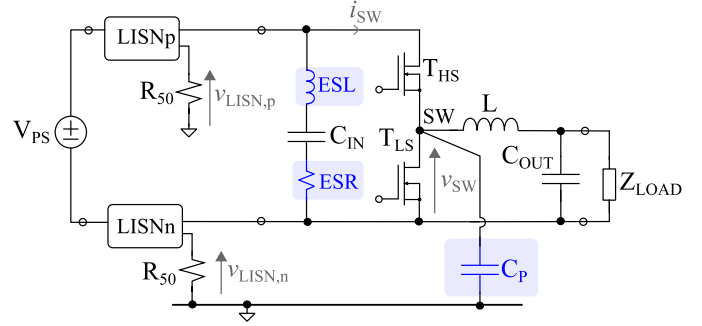 i_SW
LISNp
ESL
T_HS
R_50
v_LISN,p
SW
L
V_PS
C_IN
T_LS
C_OUT
ESR
v_SW
Z_LOAD
LISNn
R_50
v_LISN,n
C_P